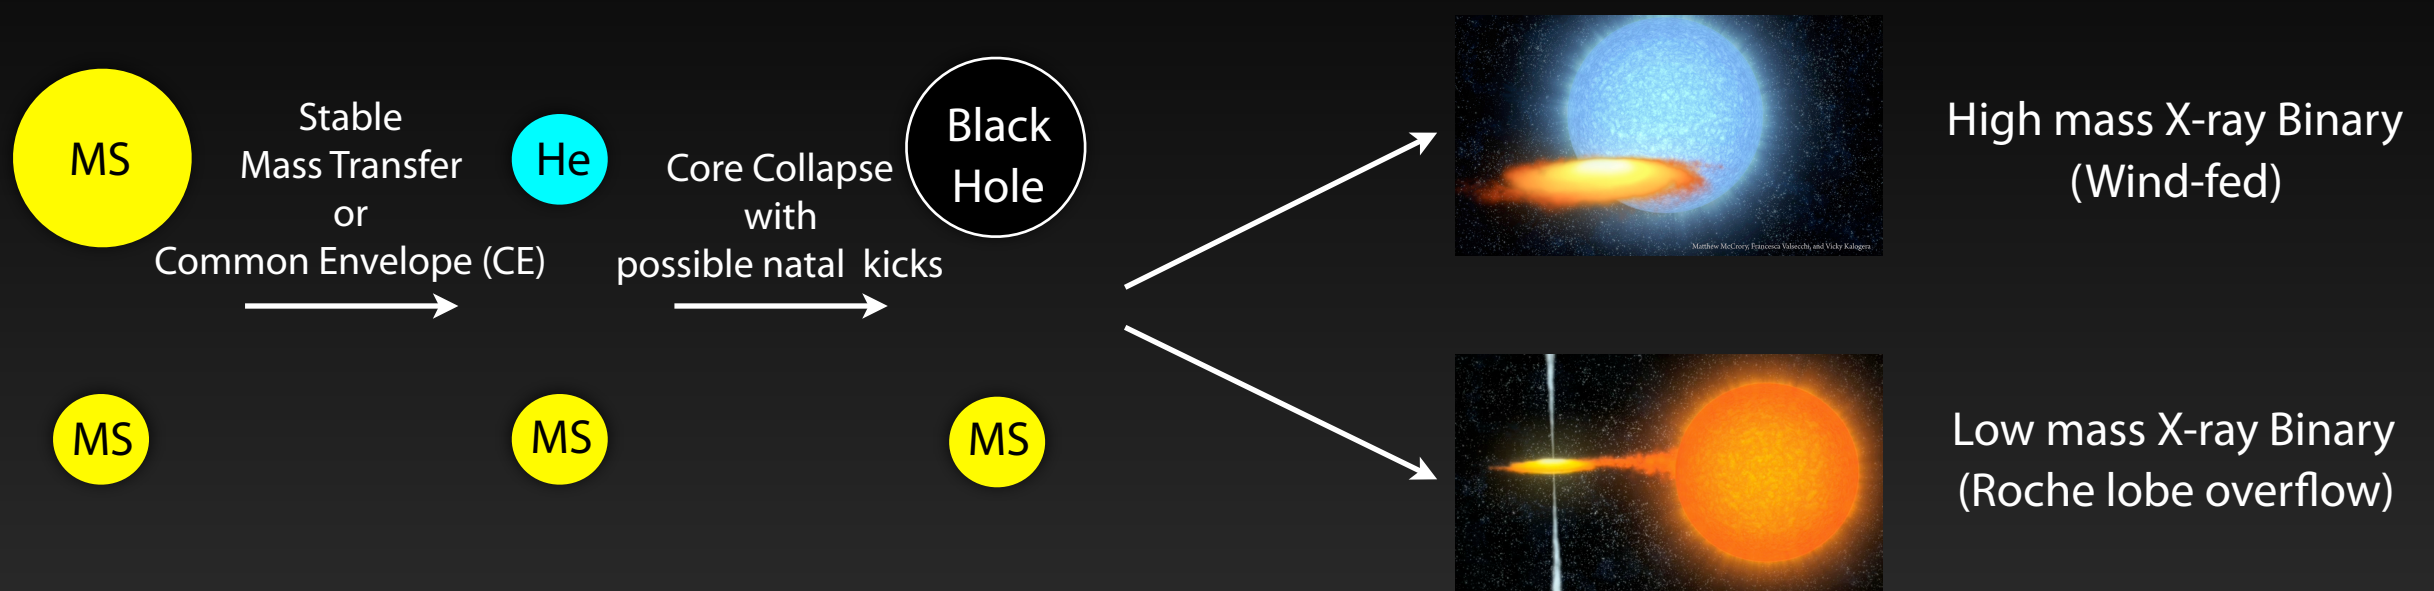 MS
Stable
Mass Transfer
or
Common Envelope (CE)
He
Core Collapse
with
possible natal kicks
Black
Hole
MS
MS
MS
Matthew McCrory, Francesca Valsecchi, and Vicky Kalogera
High mass X-ray Binary
(Wind-fed)
Low mass X-ray Binary
(Roche lobe overflow)